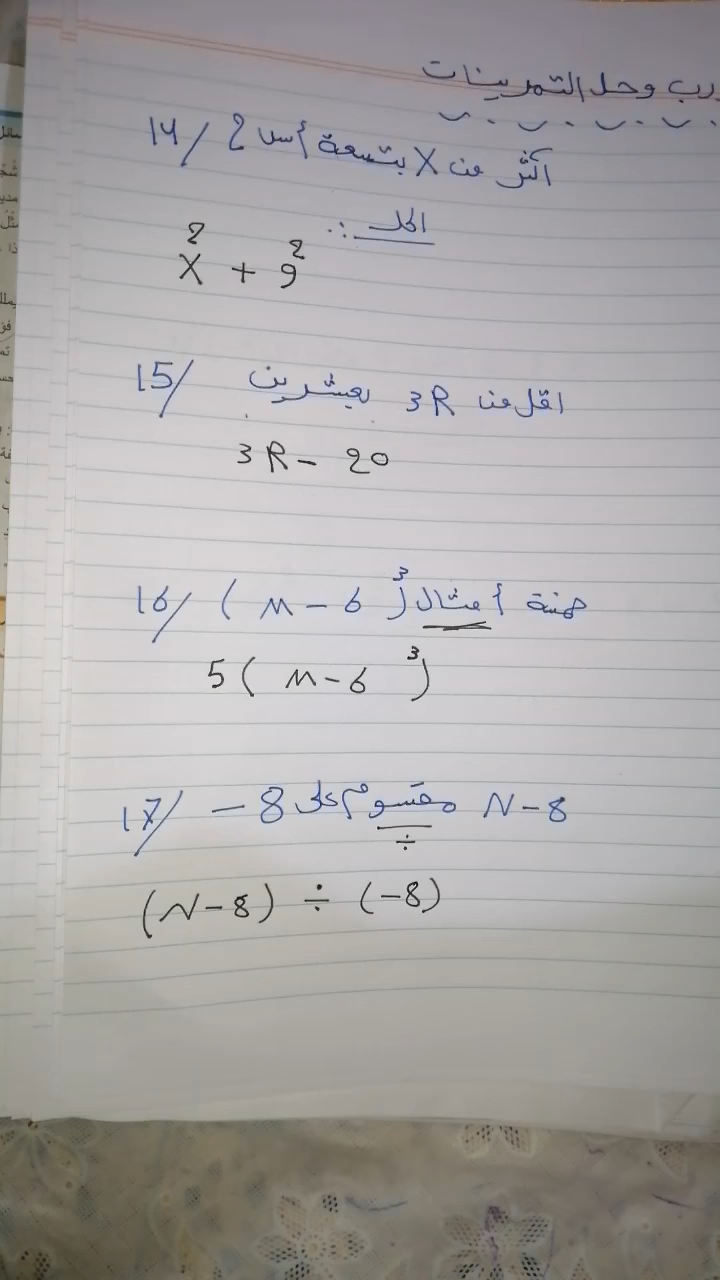 وحل التمرينات
14/ أكثر من X بتسعة أس 2
الحل :.
X² + 9²
15/ اقل من 3R بعشرين
3R - 20
16/ خمسة أمثال (N - 6)³
5 ( N - 6 ³)
17/ N - 8 مقسوم على 8 -
÷
(N - 8) ÷ (-8)